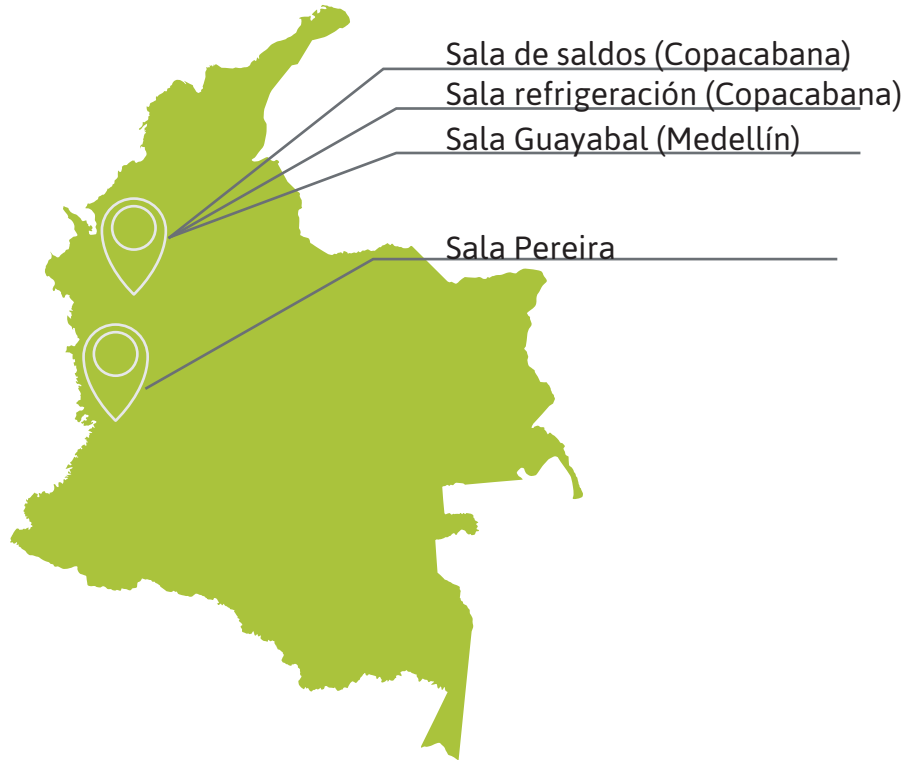 Sala de saldos (Copacabana)
Sala refrigeración (Copacabana)
Sala Guayabal (Medellín)
Sala Pereira